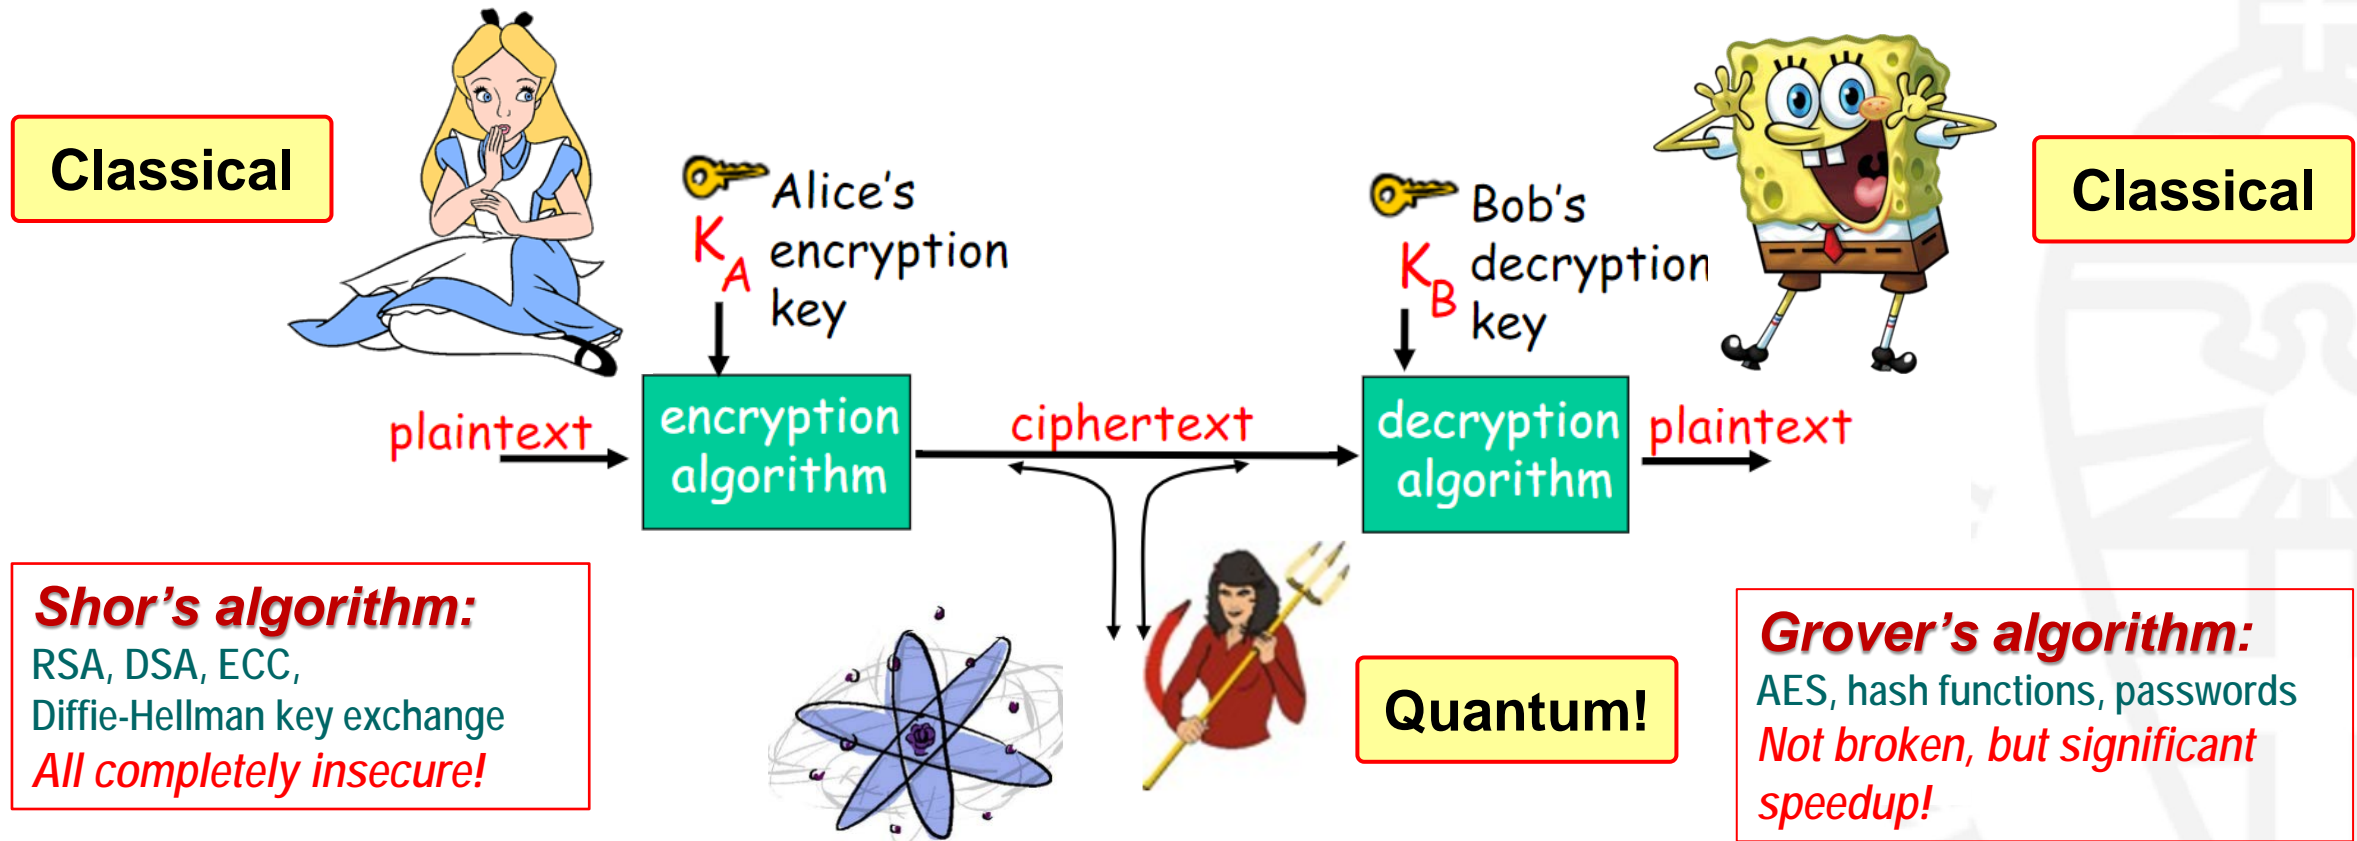 Classical
K A
Alice's
encryption
key
K B
Bob's
decryption
key
Classical
plaintext
encryption
algorithm
ciphertext
decryption
algorithm
plaintext
Shor's algorithm:
RSA, DSA, ECC,
Diffie-Hellman key exchange
All completely insecure!
Quantum!
Grover's algorithm:
AES, hash functions, passwords
Not broken, but significant
speedup!